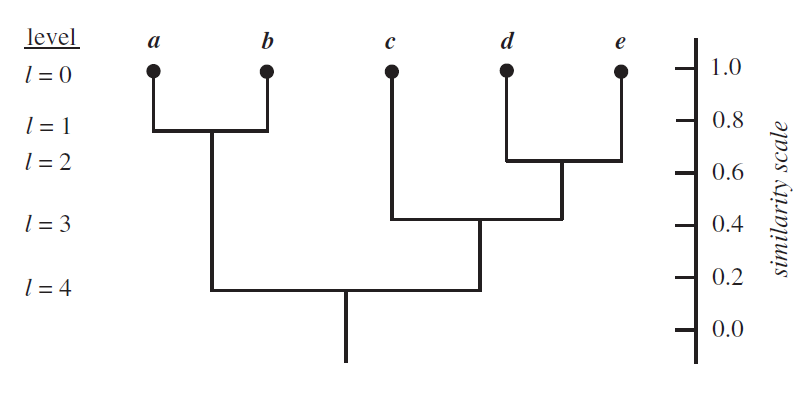 level a b c d e
l = 0 1.0
l = 1 0.8
l = 2 0.6
l = 3 0.4
l = 4 0.2
0.0
similarity scale